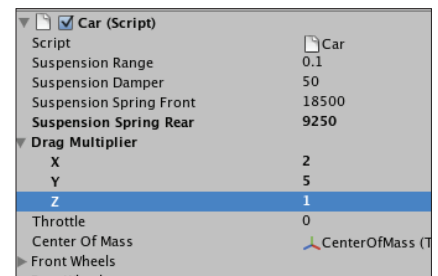 Car (Script)
Script Car
Suspension Range 0.1
Suspension Damper 50
Suspension Spring Front 18500
Suspension Spring Rear 9250
Drag Multiplier
X 2
Y 5
Z 1
Throttle 0
Center Of Mass CenterOfMass (T
Front Wheels